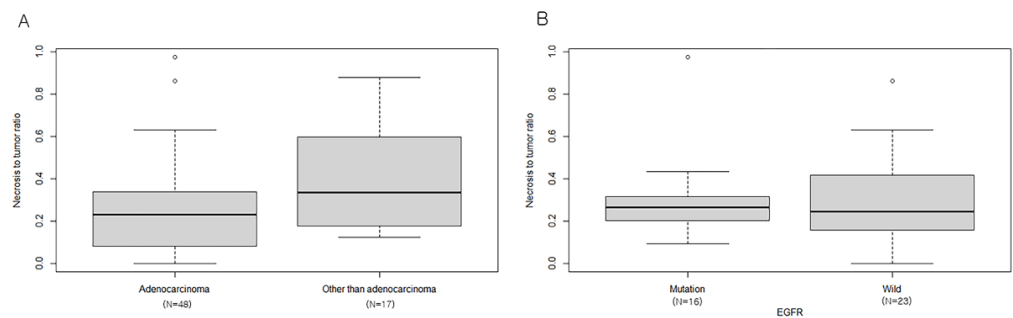 A
B
Necrosis to tumor ratio
1.0
0.8
0.6
0.4
0.2
0.0
Adenocarcinoma
(N=48)
Other than adenocarcinoma
(N=17)
Necrosis to tumor ratio
1.0
0.8
0.6
0.4
0.2
0.0
Mutation
(N=16)
Wild
(N=23)
EGFR